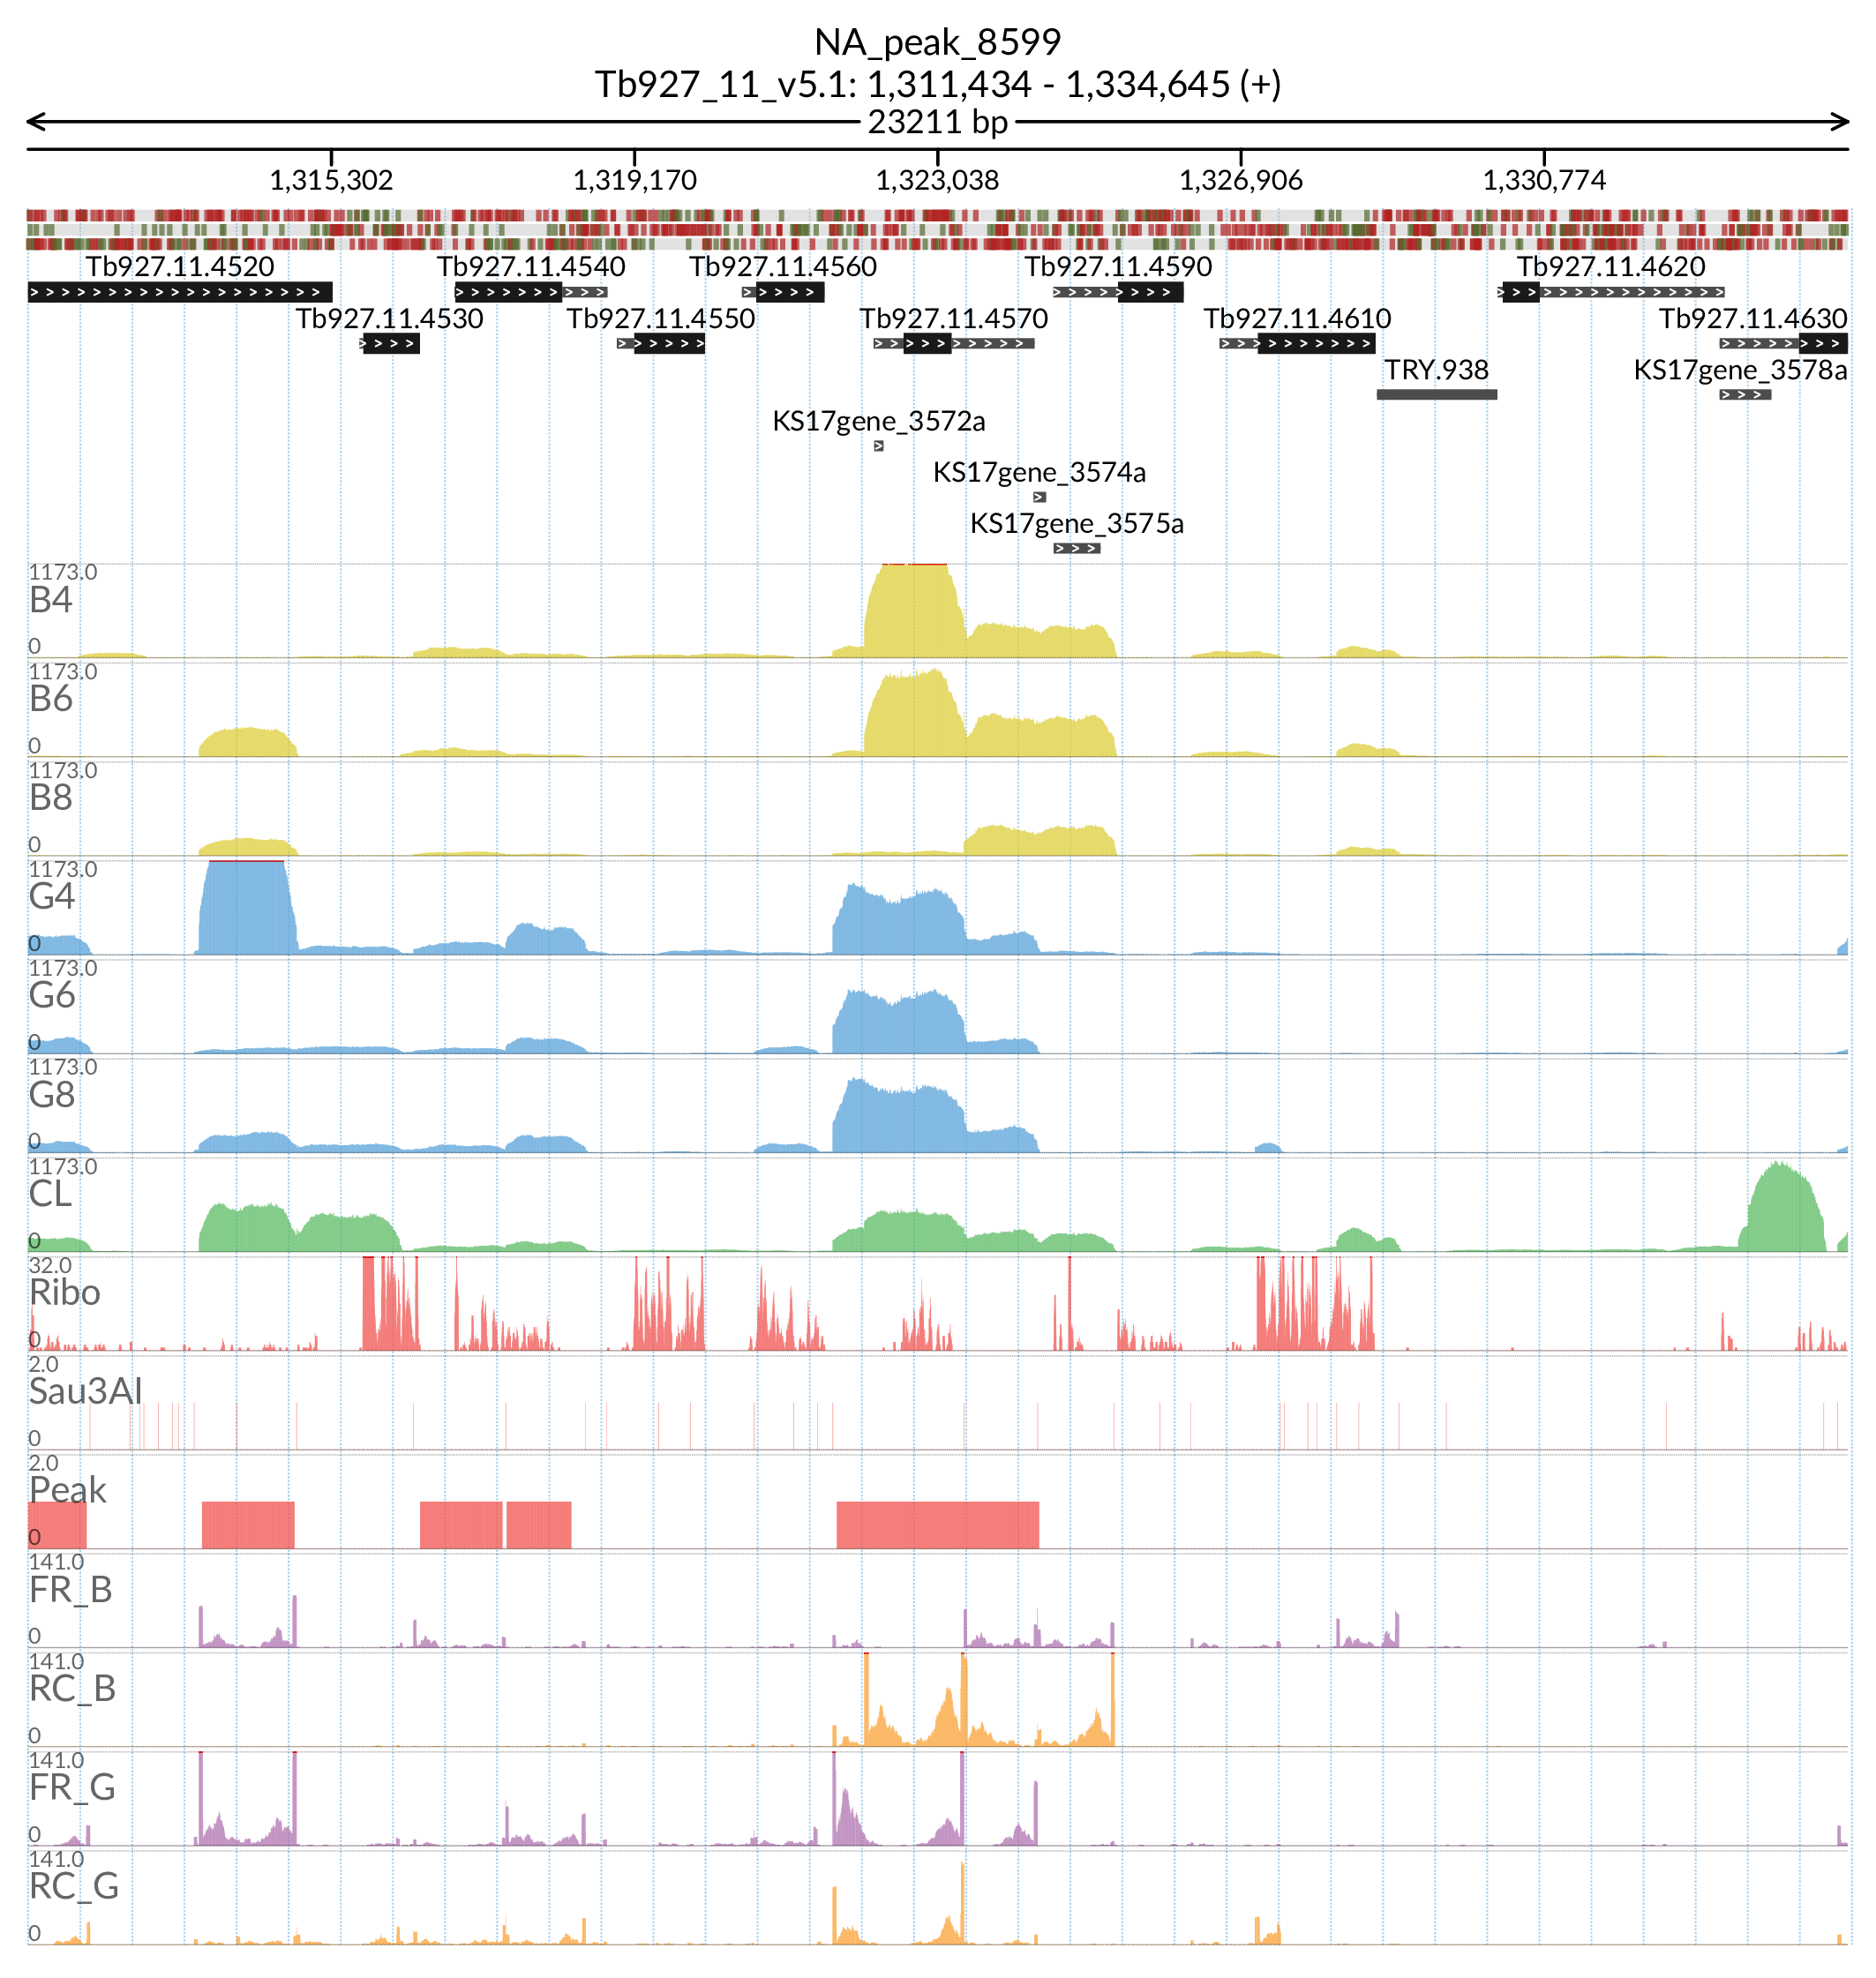 NA_peak_8599
Tb927_11_v5.1: 1,311,434 - 1,334,645 (+)
23211 bp
1,315,302 1,319,170 1,323,038 1,326,906 1,330,774
Tb927.11.4520 Tb927.11.4540 Tb927.11.4560 Tb927.11.4590 Tb927.11.4620
Tb927.11.4530 Tb927.11.4550 Tb927.11.4570 Tb927.11.4610 Tb927.11.4630
TRY.938 KS17gene_3578a
KS17gene_3572a
KS17gene_3574a
KS17gene_3575a
1173.0
B4
0
1173.0
B6
0
1173.0
B8
0
1173.0
G4
0
1173.0
G6
0
1173.0
G8
0
1173.0
CL
0
32.0
Ribo
0
2.0
Sau3AI
0
2.0
Peak
0
141.0
FR_B
0
141.0
RC_B
0
141.0
FR_G
0
141.0
RC_G
0